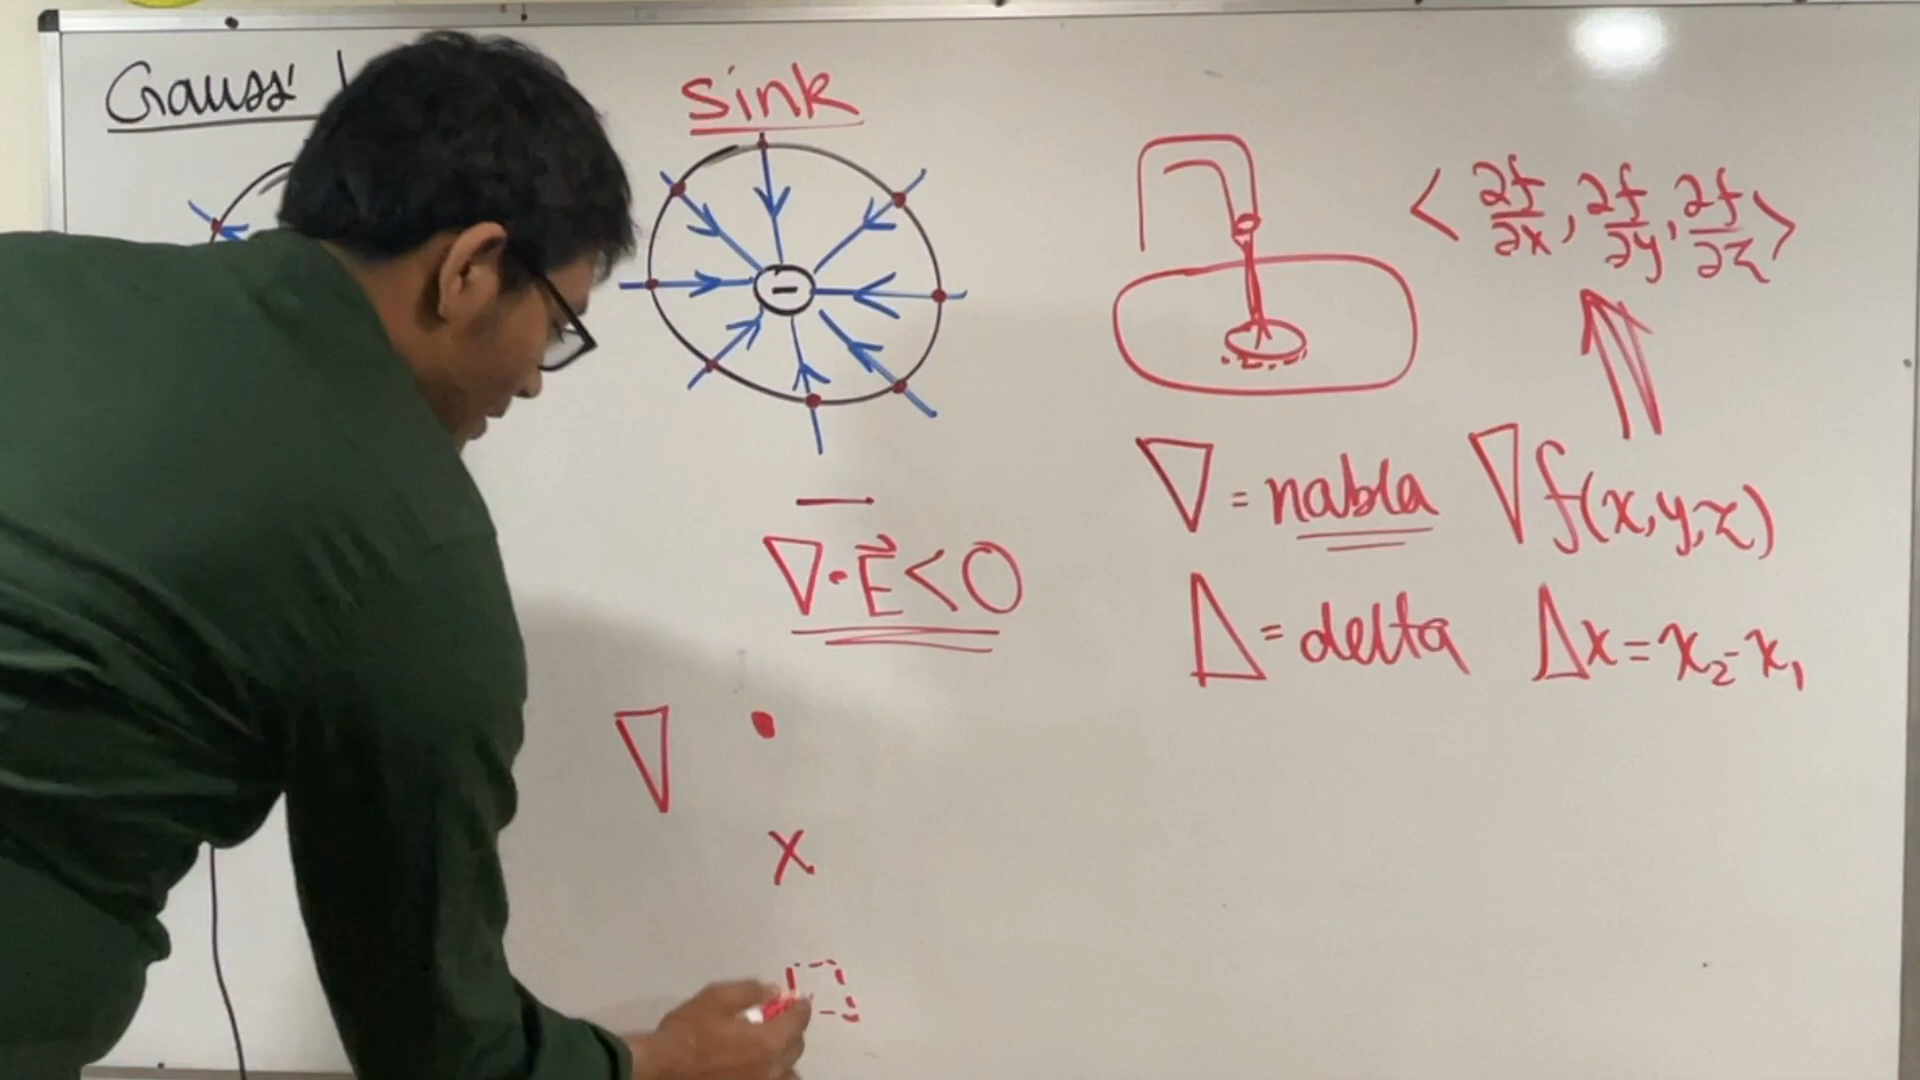 Gauss'
sink
−
∇·E⃗<0
∇ •
X
< ∂f/∂x, ∂f/∂y, ∂f/∂z >
∇ = nabla ∇f(x,y,z)
Δ = delta Δx = x₂-x₁